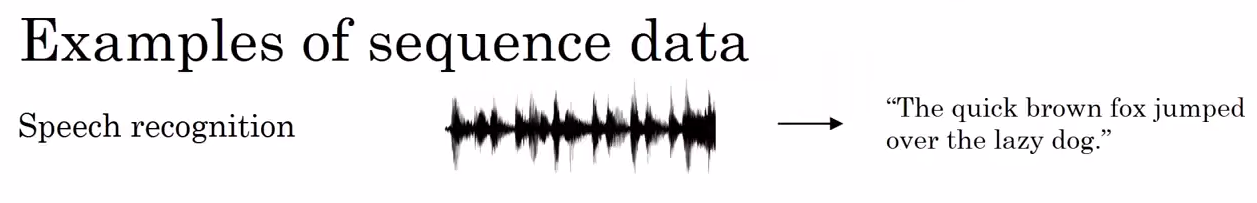 Examples of sequence data
Speech recognition
“The quick brown fox jumped
over the lazy dog.”